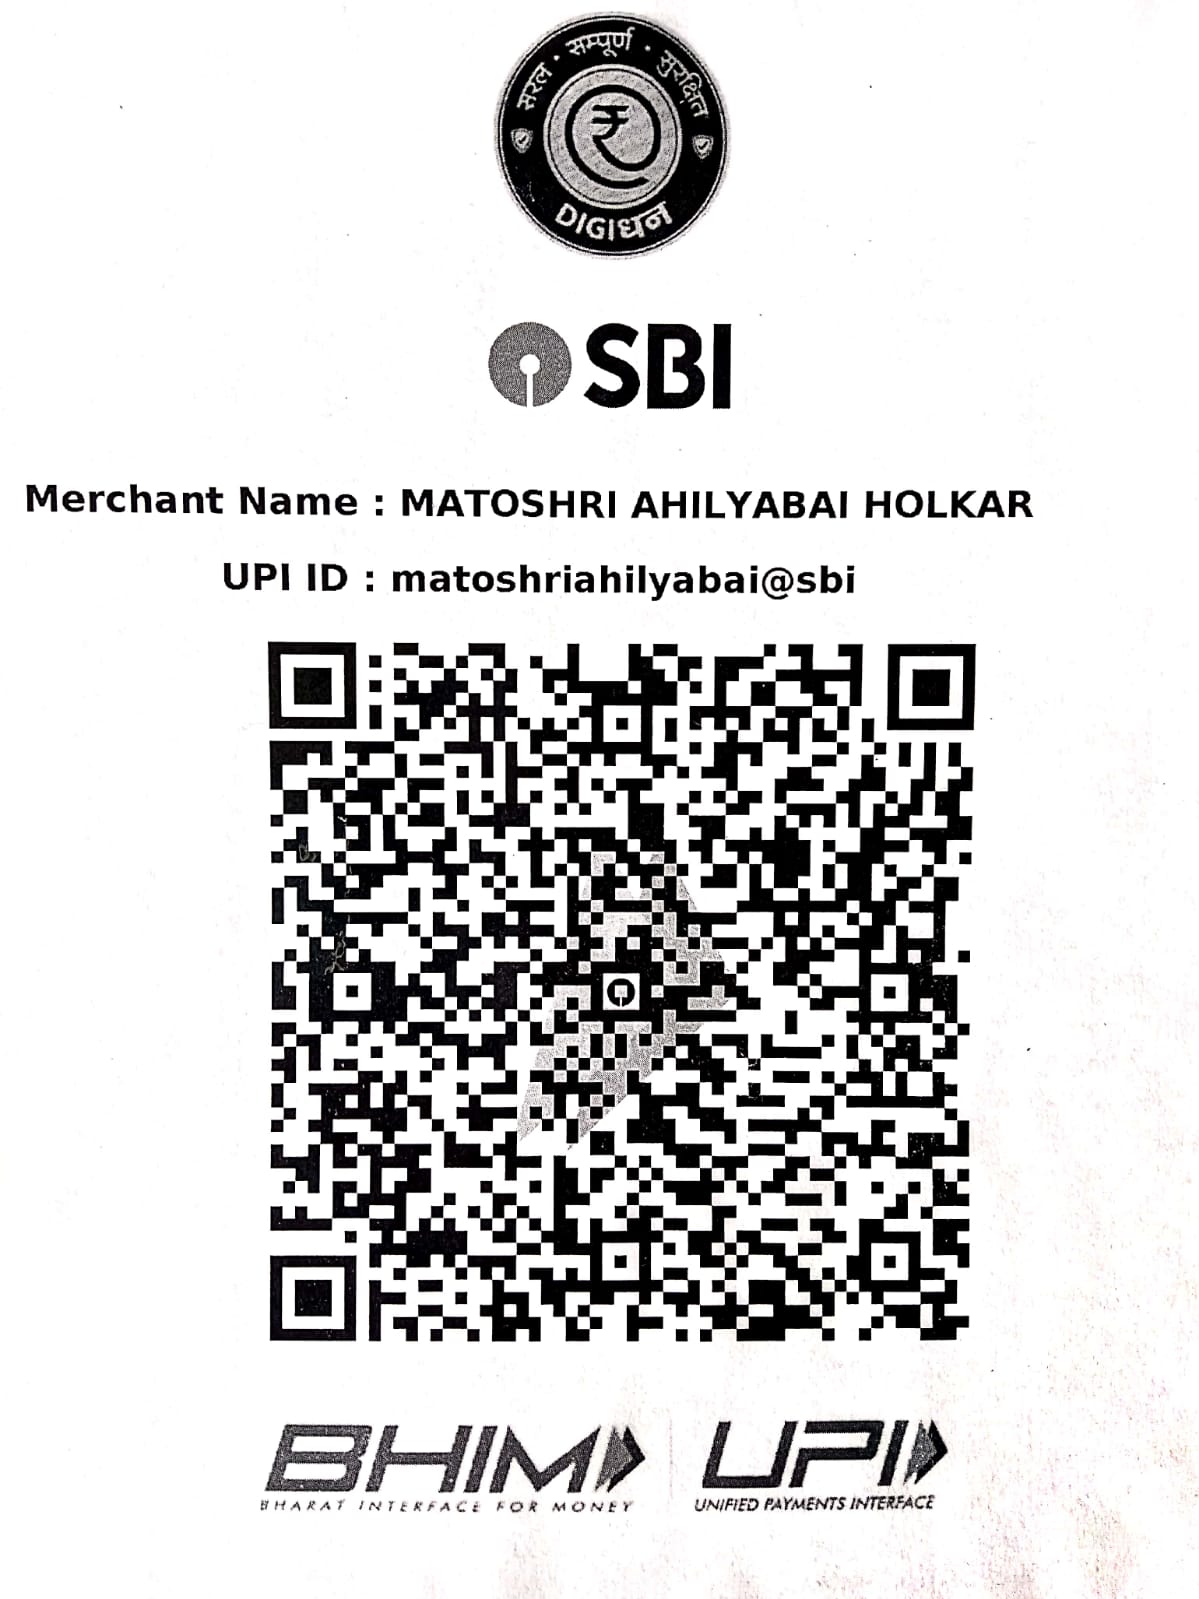 सरल · सम्पूर्ण · सुरक्षित
DIGIधन
SBI
Merchant Name : MATOSHRI AHILYABAI HOLKAR
UPI ID : matoshriahilyabai@sbi
BHIM
BHARAT INTERFACE FOR MONEY
UPI
UNIFIED PAYMENTS INTERFACE